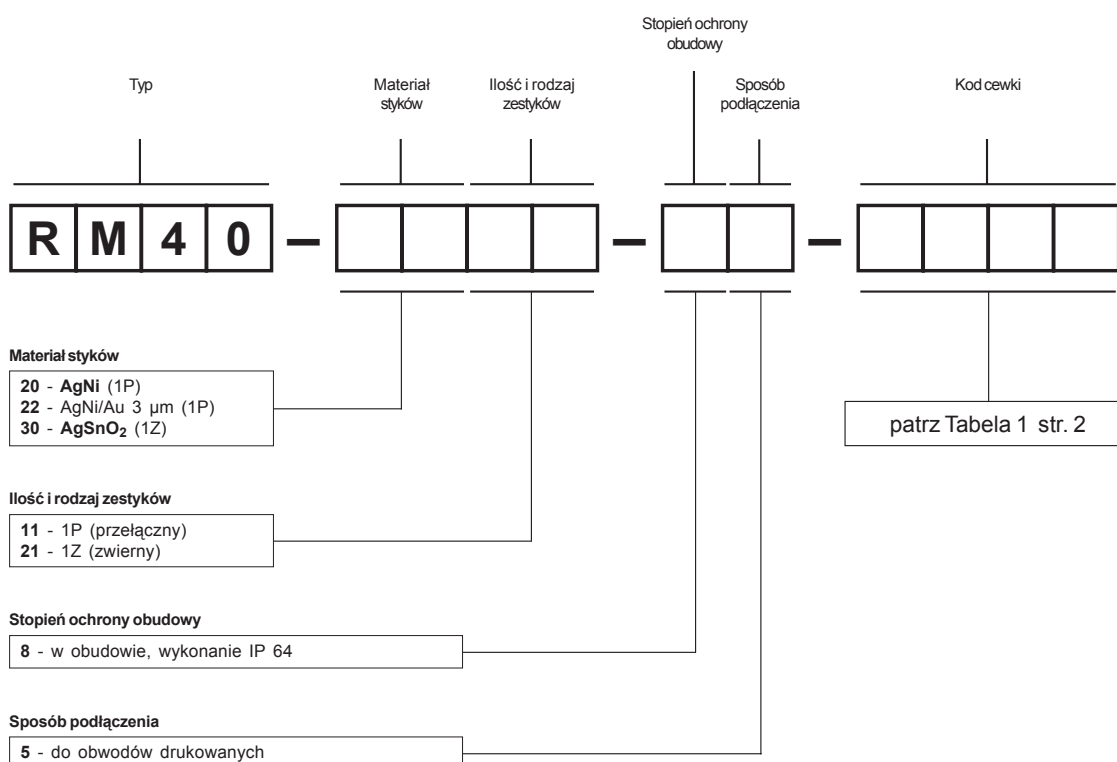 Stopień ochrony
obudowy
Typ
Materiał
styków
Ilość i rodzaj
zestyków
Sposób
podłączenia
Kod cewki
R M 4 0 – – –
Materiał styków
20 - AgNi (1P)
22 - AgNi/Au 3 µm (1P)
30 - AgSnO₂ (1Z)
patrz Tabela 1 str. 2
Ilość i rodzaj zestyków
11 - 1P (przełączny)
21 - 1Z (zwierny)
Stopień ochrony obudowy
8 - w obudowie, wykonanie IP 64
Sposób podłączenia
5 - do obwodów drukowanych